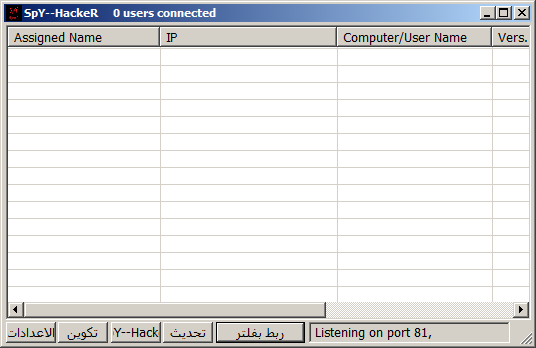 SpY--HackeR 0 users connected
Assigned Name IP Computer/User Name Vers.
الاعدادات تكوين Y--Hack تحديث ربط بفلتر Listening on port 81,